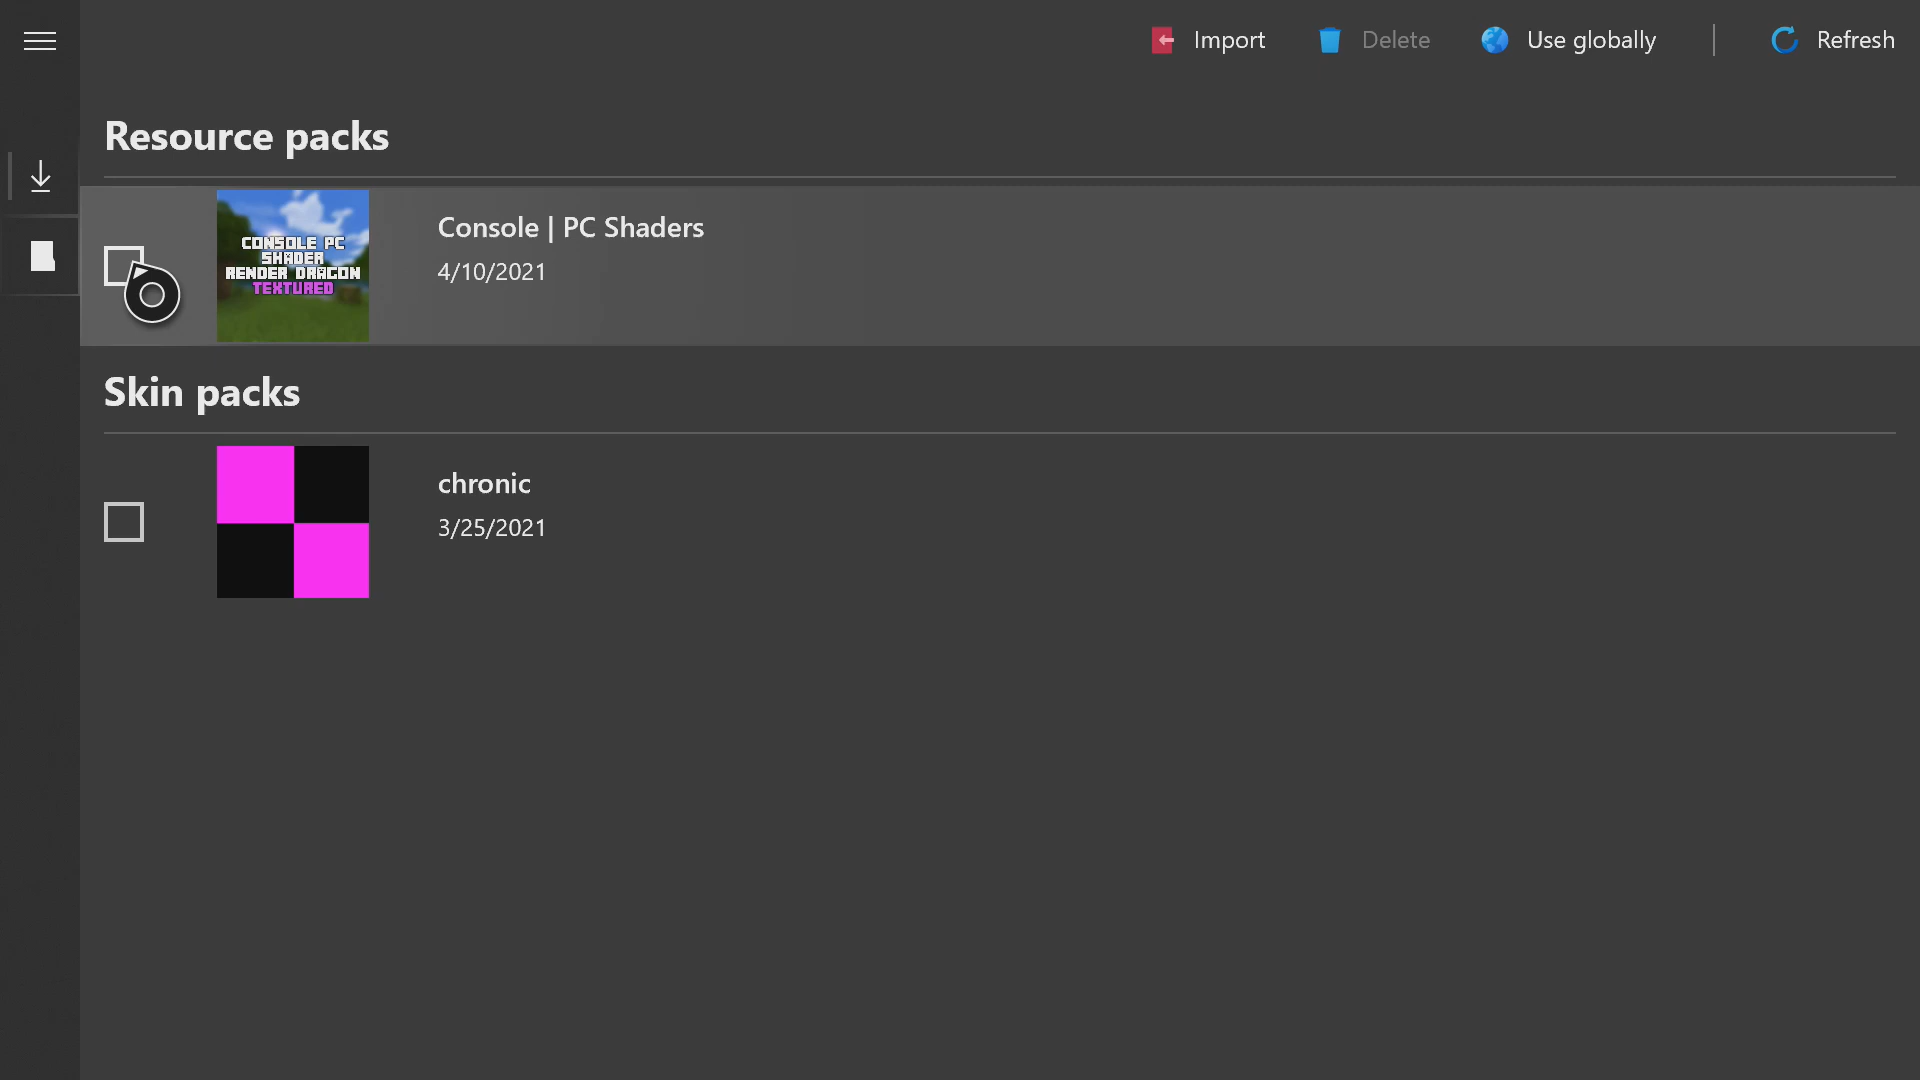 Import
Delete
Use globally
Refresh
Resource packs
CONSOLE PC
SHADER
RENDER DRAGON
TEXTURED
Console | PC Shaders
4/10/2021
Skin packs
chronic
3/25/2021